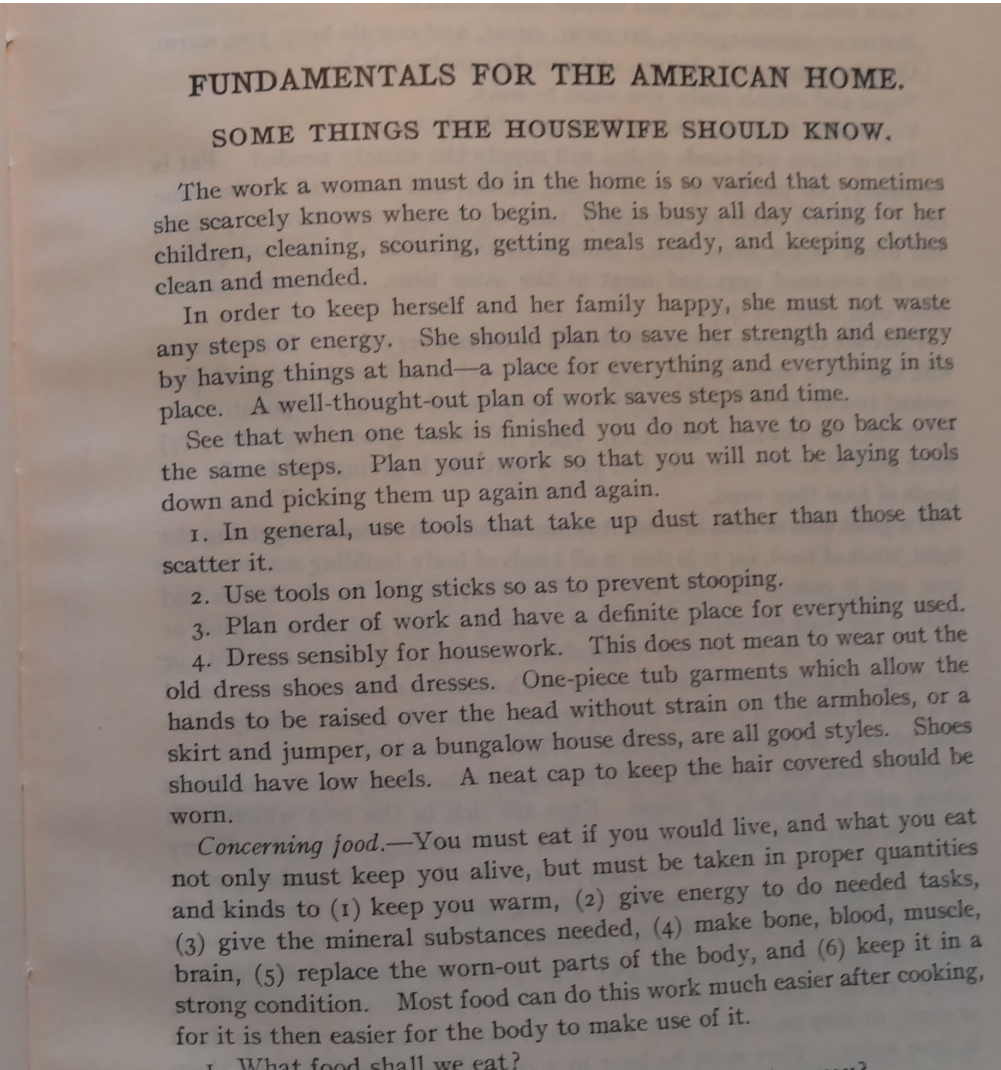 FUNDAMENTALS FOR THE AMERICAN HOME.
SOME THINGS THE HOUSEWIFE SHOULD KNOW.
The work a woman must do in the home is so varied that sometimes
she scarcely knows where to begin. She is busy all day caring for her
children, cleaning, scouring, getting meals ready, and keeping clothes
clean and mended.
In order to keep herself and her family happy, she must not waste
any steps or energy. She should plan to save her strength and energy
by having things at hand—a place for everything and everything in its
place. A well-thought-out plan of work saves steps and time.
See that when one task is finished you do not have to go back over
the same steps. Plan your work so that you will not be laying tools
down and picking them up again and again.
1. In general, use tools that take up dust rather than those that
scatter it.
2. Use tools on long sticks so as to prevent stooping.
3. Plan order of work and have a definite place for everything used.
4. Dress sensibly for housework. This does not mean to wear out the
old dress shoes and dresses. One-piece tub garments which allow the
hands to be raised over the head without strain on the armholes, or a
skirt and jumper, or a bungalow house dress, are all good styles. Shoes
should have low heels. A neat cap to keep the hair covered should be
worn.
Concerning food.—You must eat if you would live, and what you eat
not only must keep you alive, but must be taken in proper quantities
and kinds to (1) keep you warm, (2) give energy to do needed tasks,
(3) give the mineral substances needed, (4) make bone, blood, muscle,
brain, (5) replace the worn-out parts of the body, and (6) keep it in a
strong condition. Most food can do this work much easier after cooking,
for it is then easier for the body to make use of it.
1. What food shall we eat?